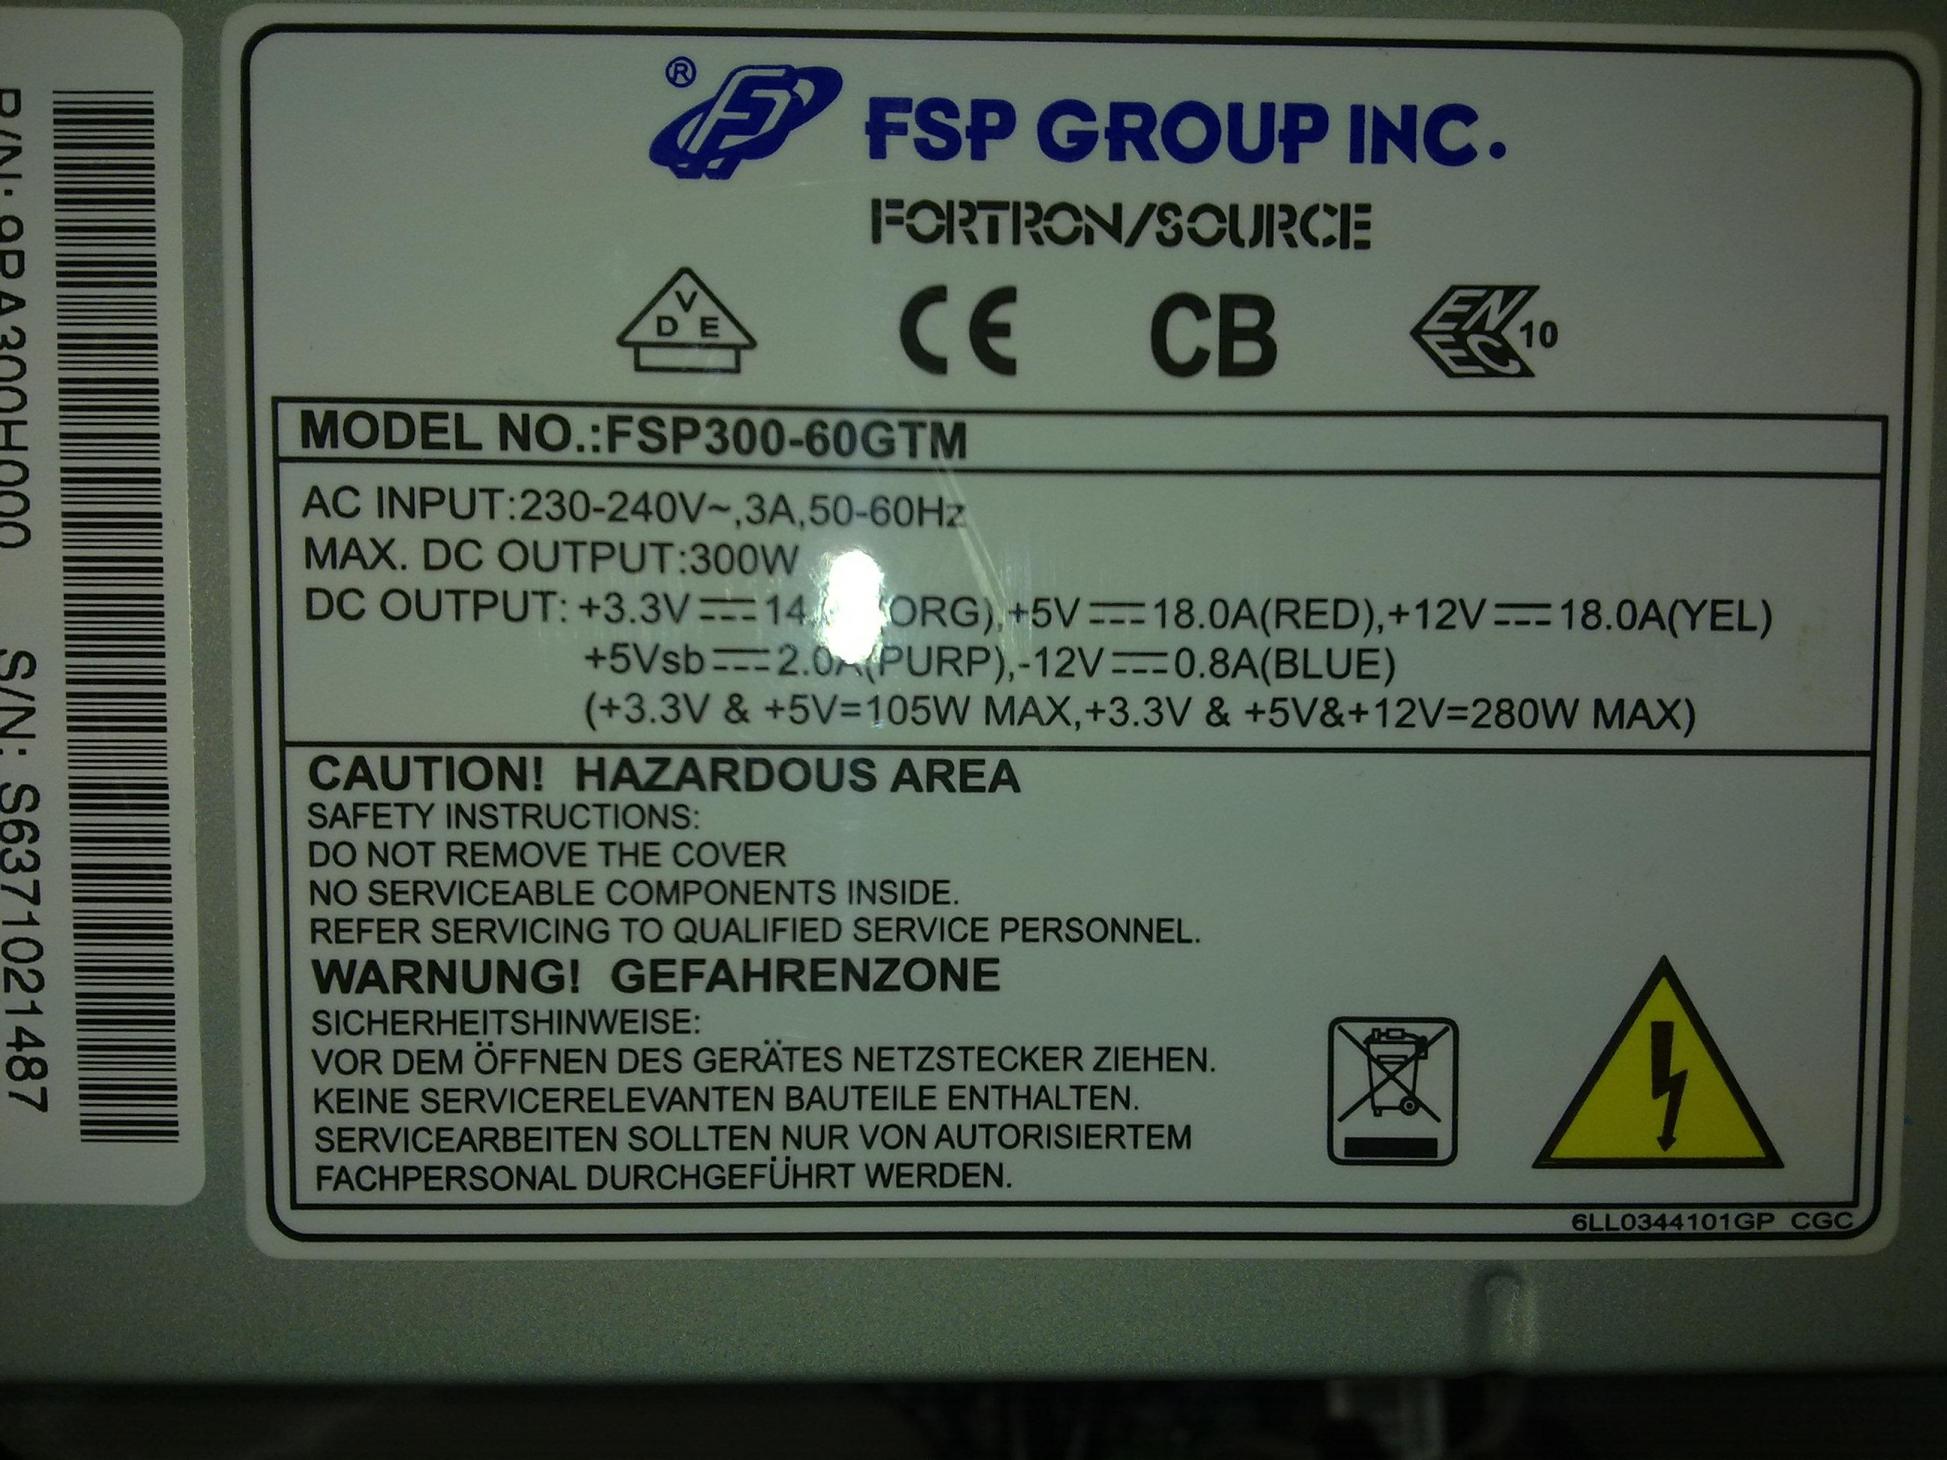 ® FSP GROUP INC.
FORTRON/SOURCE
VDE CE CB ENEC 10
MODEL NO.:FSP300-60GTM
AC INPUT:230-240V~,3A,50-60Hz
MAX. DC OUTPUT:300W
DC OUTPUT: +3.3V⎓ (ORG),+5V⎓18.0A(RED),+12V⎓18.0A(YEL)
+5Vsb⎓2.0A(PURP),-12V⎓0.8A(BLUE)
(+3.3V & +5V=105W MAX,+3.3V & +5V&+12V=280W MAX)
CAUTION! HAZARDOUS AREA
SAFETY INSTRUCTIONS:
DO NOT REMOVE THE COVER
NO SERVICEABLE COMPONENTS INSIDE.
REFER SERVICING TO QUALIFIED SERVICE PERSONNEL.
WARNUNG! GEFAHRENZONE
SICHERHEITSHINWEISE:
VOR DEM ÖFFNEN DES GERÄTES NETZSTECKER ZIEHEN.
KEINE SERVICERELEVANTEN BAUTEILE ENTHALTEN.
SERVICEARBEITEN SOLLTEN NUR VON AUTORISIERTEM
FACHPERSONAL DURCHGEFÜHRT WERDEN.
6LL0344101GP CGC
P/N: S/N: S6371021487